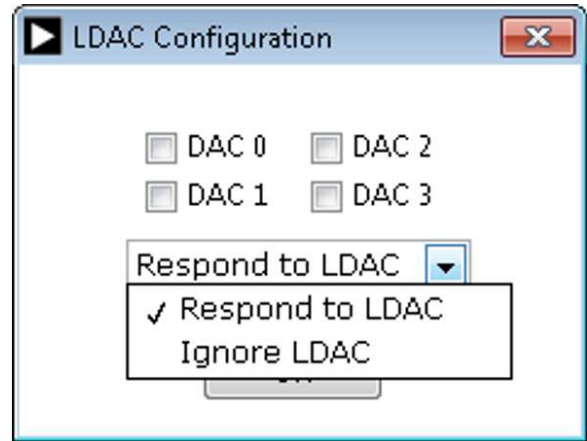 LDAC Configuration
DAC 0 DAC 2
DAC 1 DAC 3
Respond to LDAC
✓ Respond to LDAC
Ignore LDAC